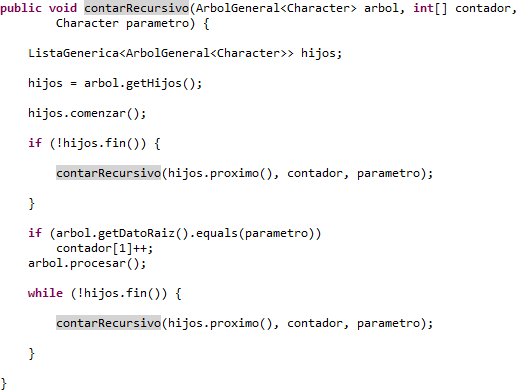 public void contarRecursivo(ArbolGeneral<Character> arbol, int[] contador,
Character parametro) {
ListaGenerica<ArbolGeneral<Character>> hijos;
hijos = arbol.getHijos();
hijos.comenzar();
if (!hijos.fin()) {
contarRecursivo(hijos.proximo(), contador, parametro);
}
if (arbol.getDatoRaiz().equals(parametro))
contador[1]++;
arbol.procesar();
while (!hijos.fin()) {
contarRecursivo(hijos.proximo(), contador, parametro);
}
}